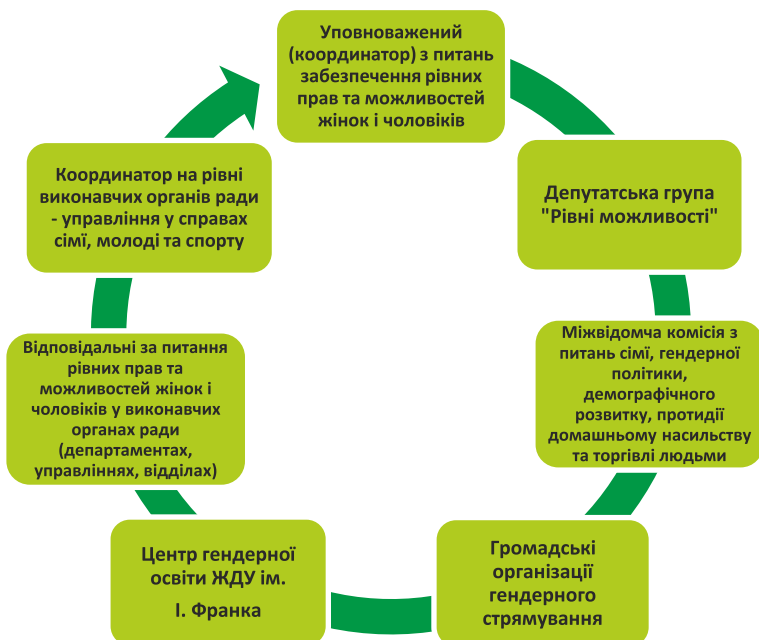 Уповноважений
(координатор) з питань
забезпечення рівних
прав та можливостей
жінок і чоловіків
Депутатська група
"Рівні можливості"
Міжвідомча комісія з
питань сімї, гендерної
політики,
демографічного
розвитку, протидії
домашньому насильству
та торгівлі людьми
Громадські
організації
гендерного
стрямування
Центр гендерної
освіти ЖДУ ім.
І. Франка
Відповідальні за питання
рівних прав та
можливостей жінок і
чоловіків у виконавчих
органах ради
(департаментах,
управліннях, відділах)
Координатор на рівні
виконавчих органів ради
- управління у справах
сімї, молоді та спорту